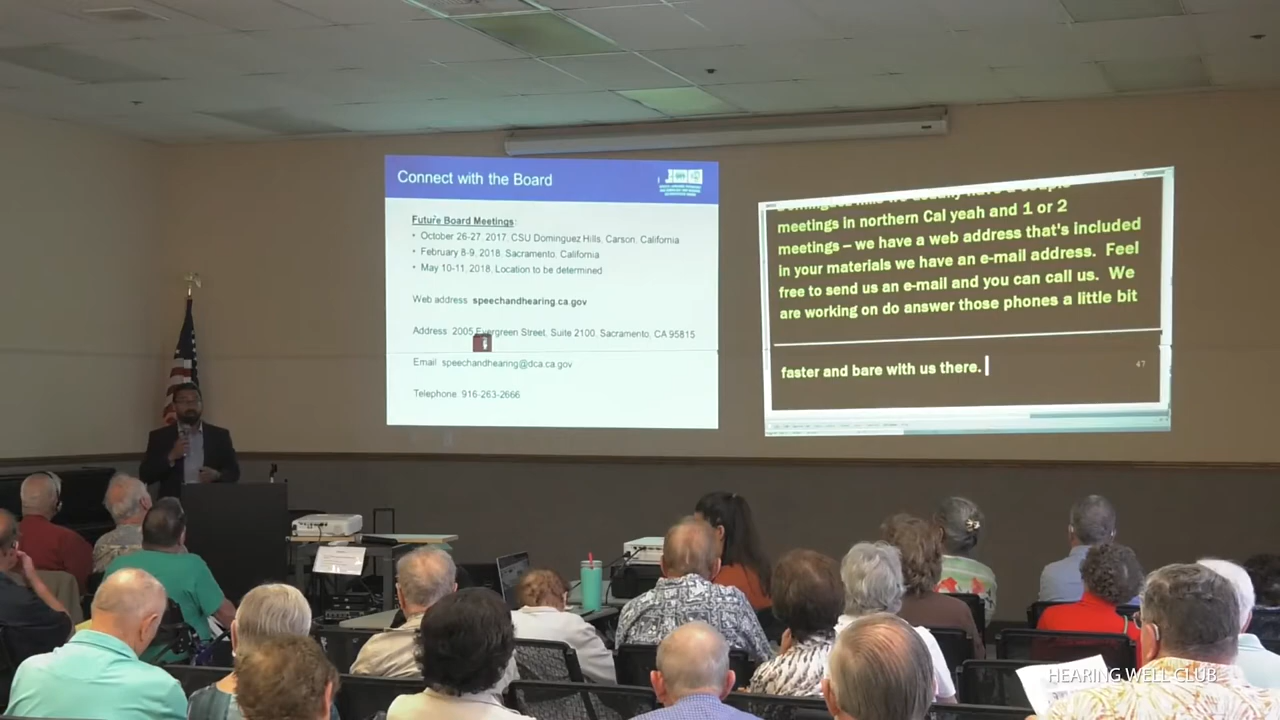 Connect with the Board
Future Board Meetings:
• October 26-27, 2017, CSU Dominguez Hills, Carson, California
• February 8-9, 2018, Sacramento, California
• May 10-11, 2018, Location to be determined
Web address speechandhearing.ca.gov
Address: 2005 Evergreen Street, Suite 2100, Sacramento, CA 95815
Email speechandhearing@dca.ca.gov
Telephone: 916-263-2666
meetings in northern Cal yeah and 1 or 2
meetings – we have a web address that's included
in your materials we have an e-mail address. Feel
free to send us an e-mail and you can call us. We
are working on do answer those phones a little bit
faster and bare with us there.
47
HEARING WELL CLUB